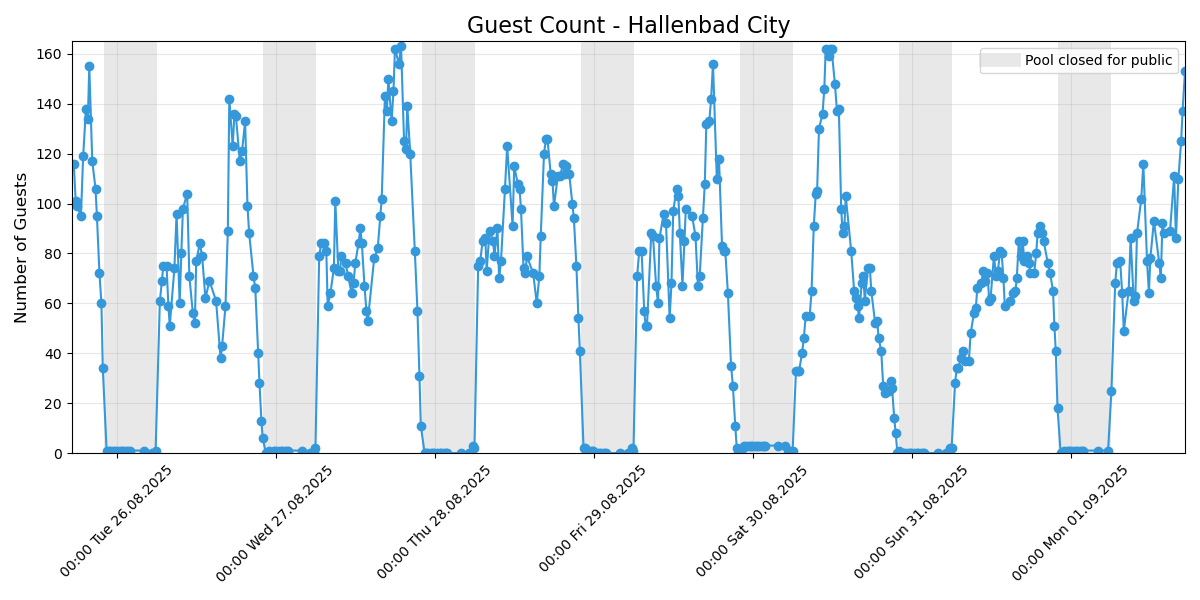 Guest Count - Hallenbad City
Pool closed for public
Number of Guests
160
140
120
100
80
60
40
20
0
00:00 Tue 26.08.2025
00:00 Wed 27.08.2025
00:00 Thu 28.08.2025
00:00 Fri 29.08.2025
00:00 Sat 30.08.2025
00:00 Sun 31.08.2025
00:00 Mon 01.09.2025